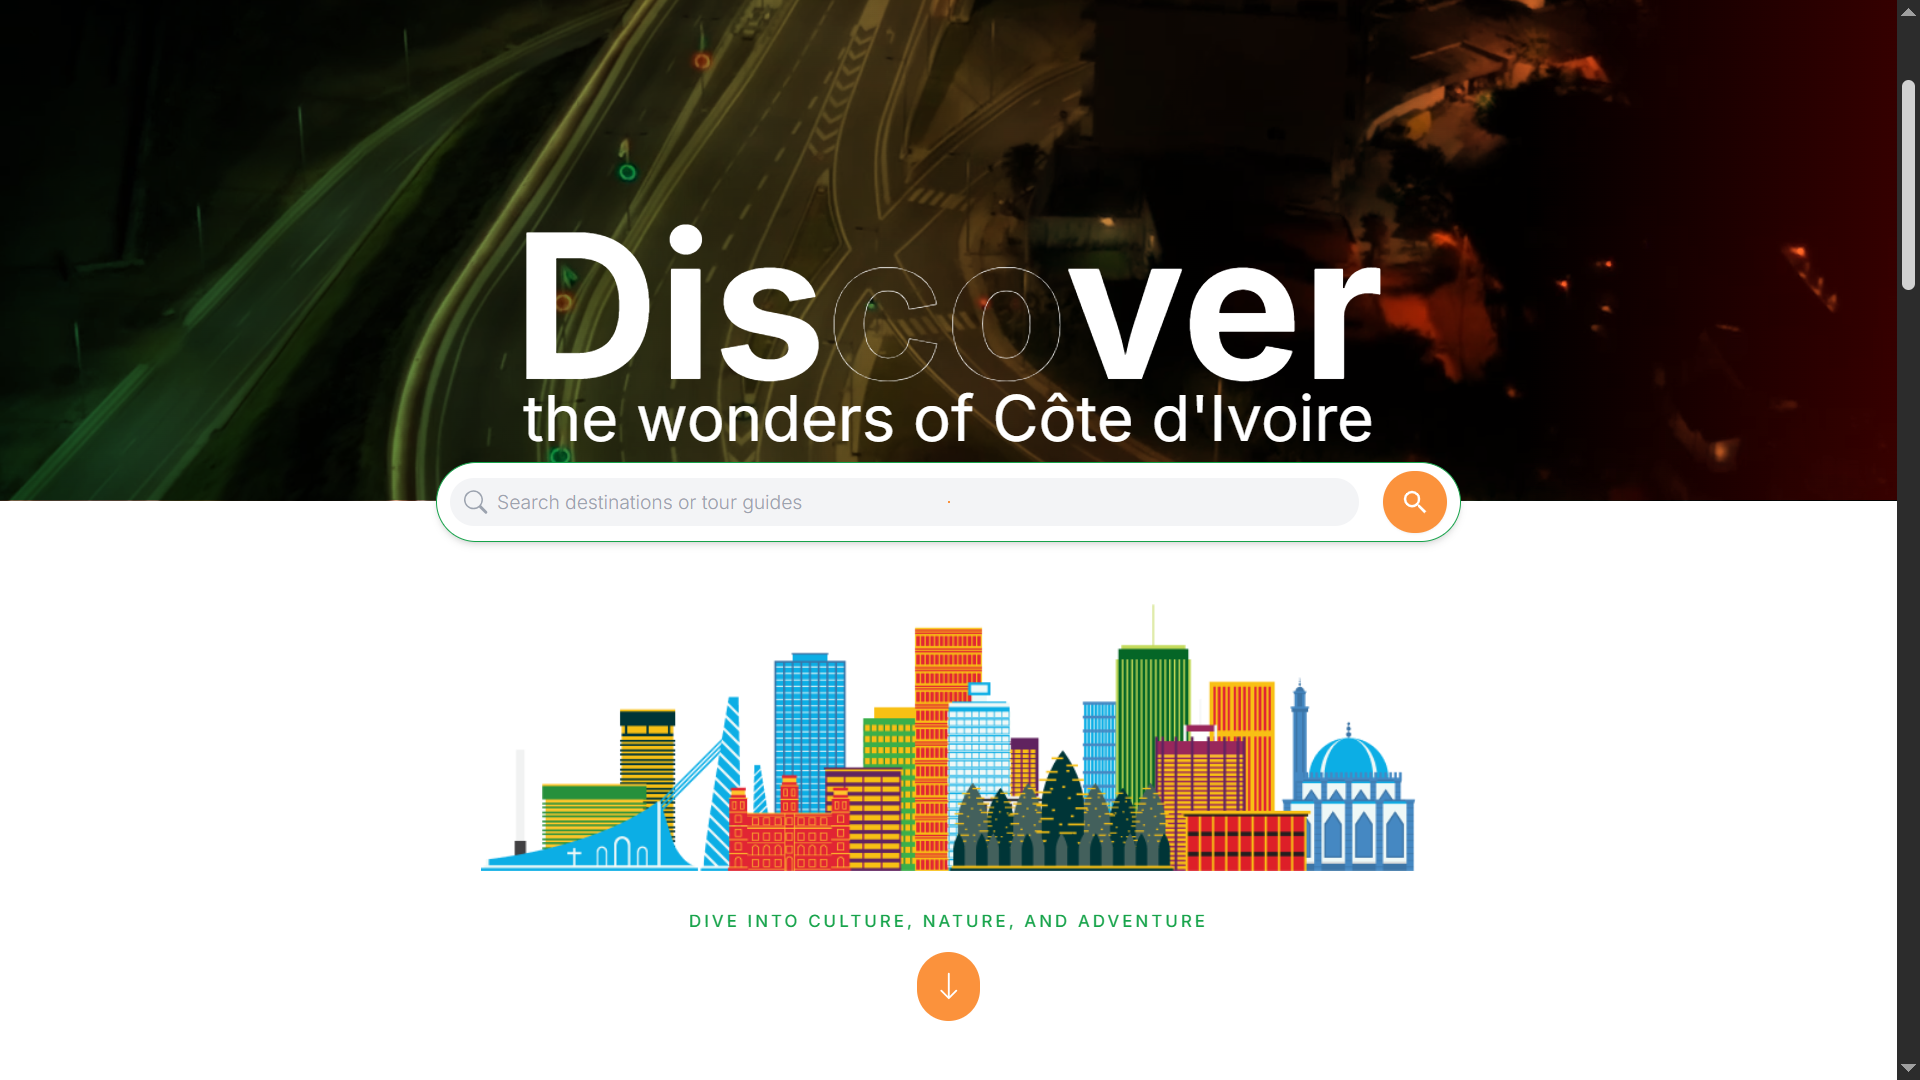 Discover
the wonders of Côte d'Ivoire
Search destinations or tour guides
DIVE INTO CULTURE, NATURE, AND ADVENTURE